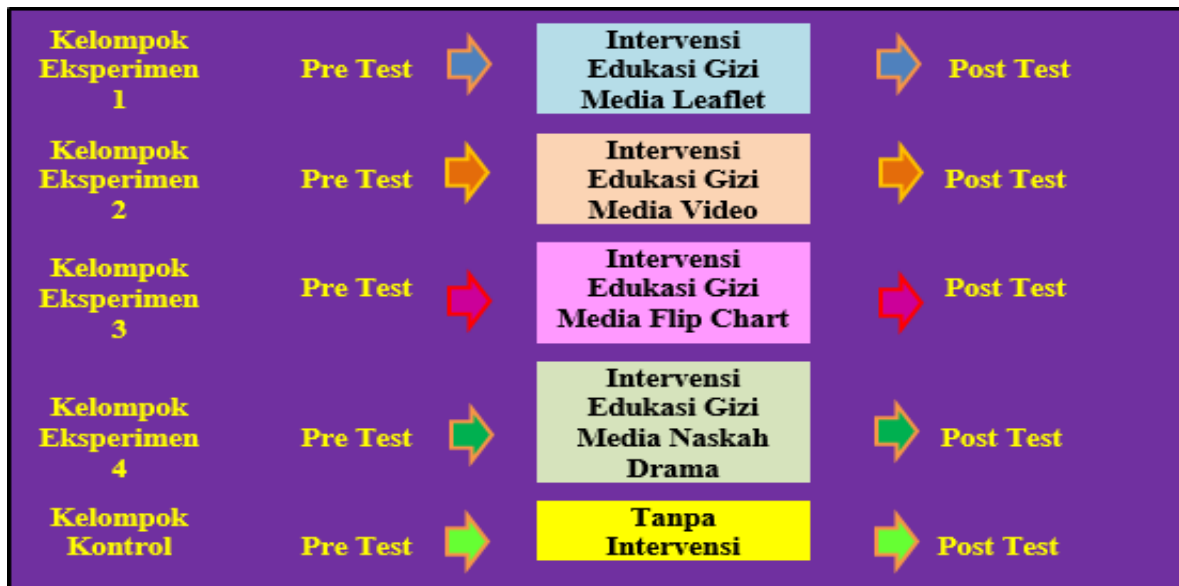 Kelompok
Eksperimen
1
Pre Test
Intervensi
Edukasi Gizi
Media Leaflet
Post Test
Kelompok
Eksperimen
2
Pre Test
Intervensi
Edukasi Gizi
Media Video
Post Test
Kelompok
Eksperimen
3
Pre Test
Intervensi
Edukasi Gizi
Media Flip Chart
Post Test
Kelompok
Eksperimen
4
Pre Test
Intervensi
Edukasi Gizi
Media Naskah
Drama
Post Test
Kelompok
Kontrol
Pre Test
Tanpa
Intervensi
Post Test